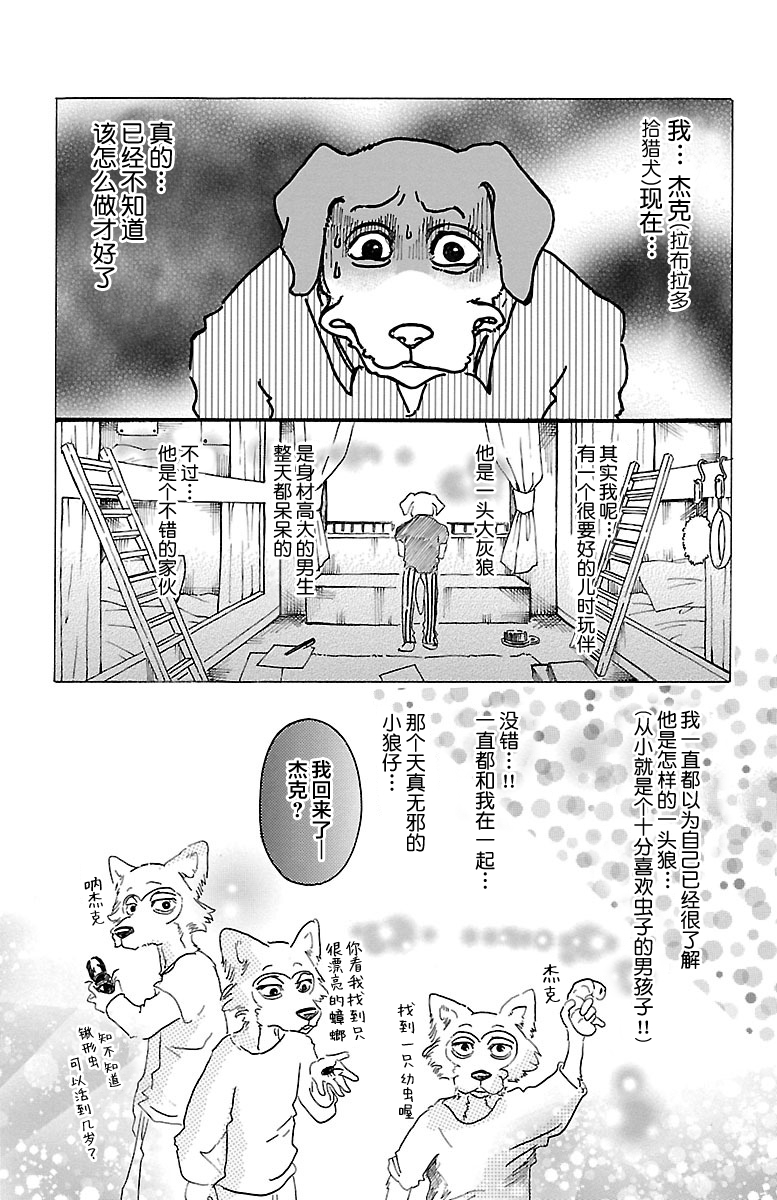 我…杰克(拉布拉多
拾猎犬)现在…
真的…
已经不知道
该怎么做才好了
其实我呢…
有一个很要好的儿时玩伴
他是一头大灰狼
是身材高大的男生
整天都呆呆的
不过…
他是个不错的家伙
我一直都以为自己已经很了解
他是怎样的一头狼…
(从小就是个十分喜欢虫子的男孩子!!)
没错…!!
一直都和我在一起…
那个天真无邪的
小狼仔…
我回来了—
杰克?
杰克
找到一只幼虫喔
你看我找到只
很漂亮的蟑螂
呐杰克
知不知道
锹形虫
可以活到几岁?